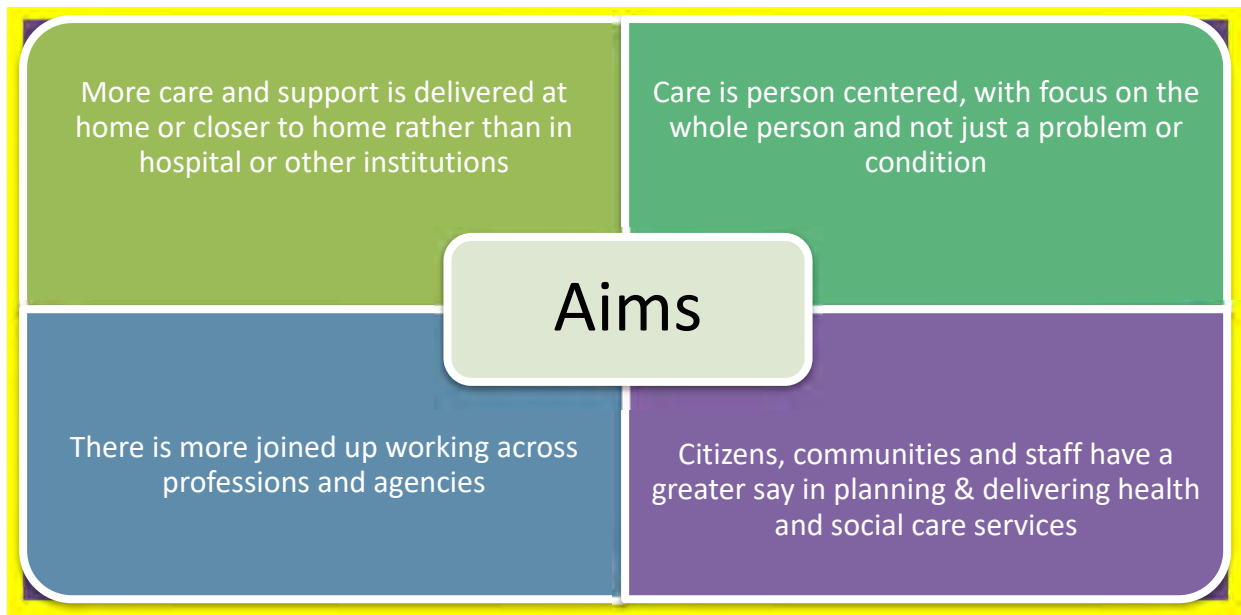 More care and support is delivered at
home or closer to home rather than in
hospital or other institutions
Care is person centered, with focus on the
whole person and not just a problem or
condition
Aims
There is more joined up working across
professions and agencies
Citizens, communities and staff have a
greater say in planning & delivering health
and social care services